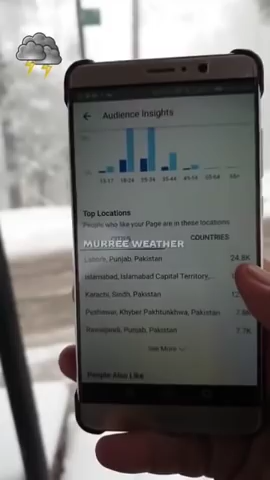 Audience Insights
18-24
25-34
35-44
45-54
55-64
65+
Top Locations
People who like your Page are in these locations.
COUNTRIES
MURREE WEATHER
Lahore, Punjab, Pakistan 24.8K
Islamabad, Islamabad Capital Territory,...
Karachi, Sindh, Pakistan
Peshawar, Khyber Pakhtunkhwa, Pakistan 7.8K
Rawalpindi, Punjab, Pakistan 7.7K
See More
People Also Like